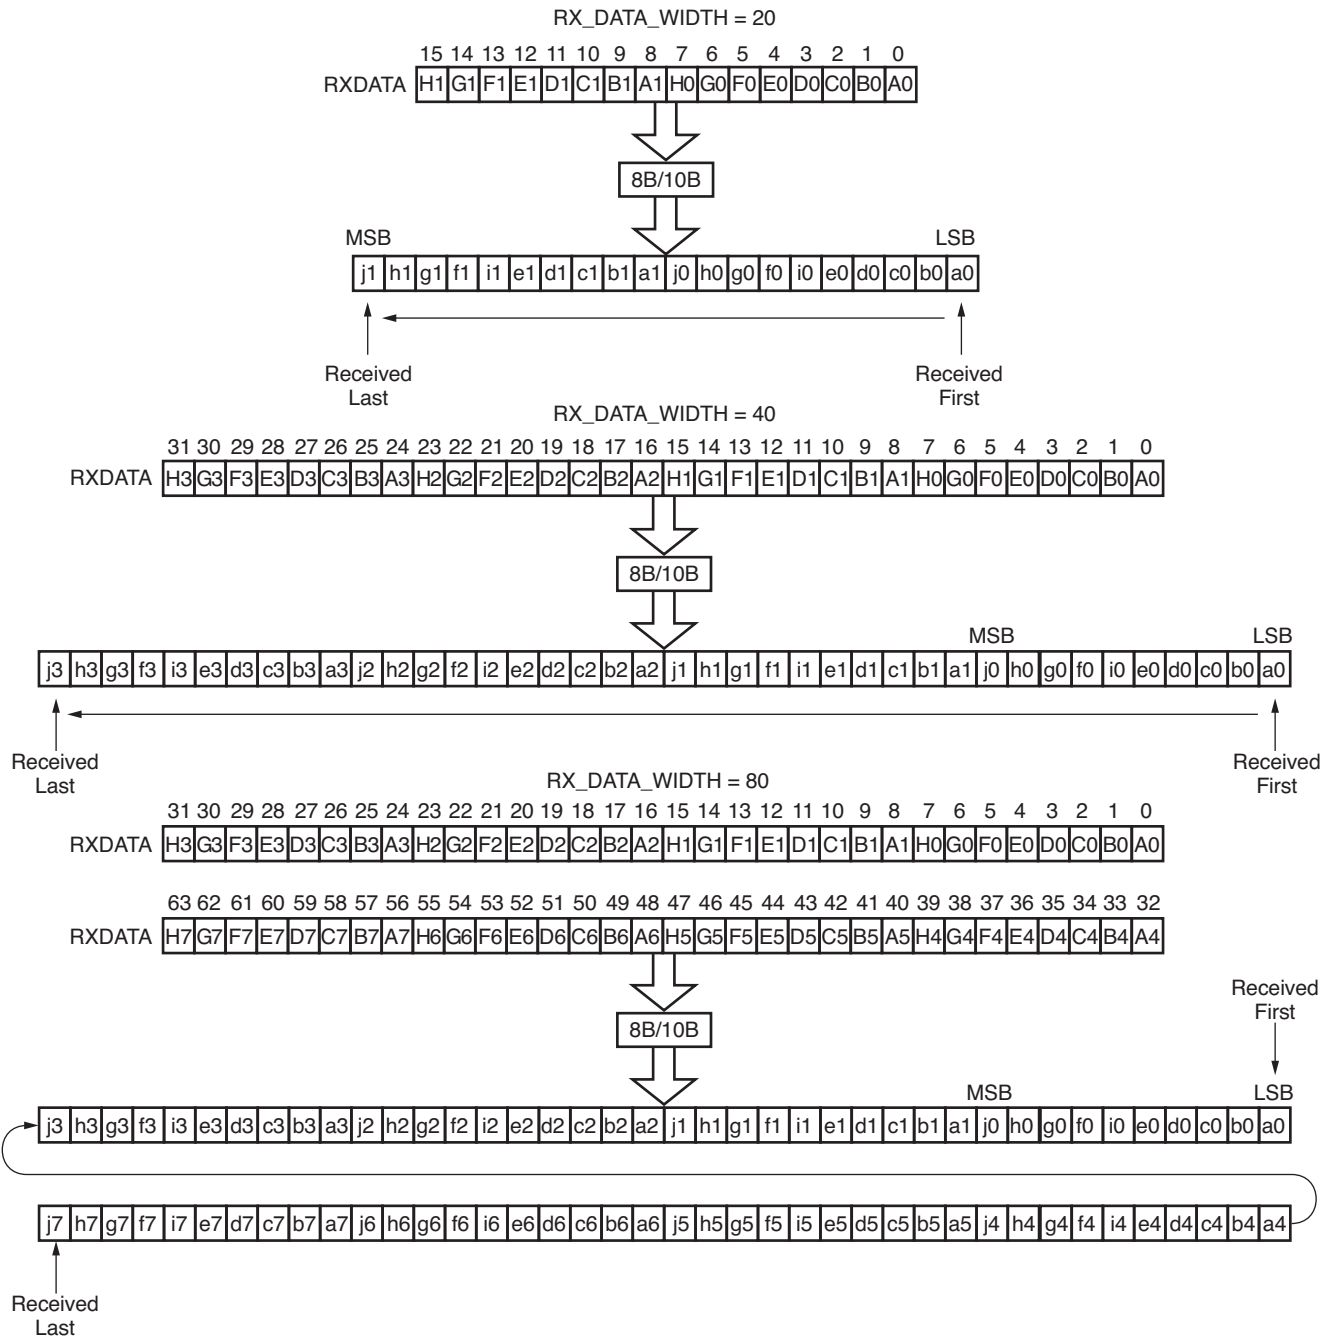 RX_DATA_WIDTH = 20
15 14 13 12 11 10 9 8 7 6 5 4 3 2 1 0
RXDATA H1 G1 F1 E1 D1 C1 B1 A1 H0 G0 F0 E0 D0 C0 B0 A0
8B/10B
MSB LSB
j1 h1 g1 f1 i1 e1 d1 c1 b1 a1 j0 h0 g0 f0 i0 e0 d0 c0 b0 a0
Received Received
Last First
RX_DATA_WIDTH = 40
31 30 29 28 27 26 25 24 23 22 21 20 19 18 17 16 15 14 13 12 11 10 9 8 7 6 5 4 3 2 1 0
RXDATA H3 G3 F3 E3 D3 C3 B3 A3 H2 G2 F2 E2 D2 C2 B2 A2 H1 G1 F1 E1 D1 C1 B1 A1 H0 G0 F0 E0 D0 C0 B0 A0
8B/10B
MSB LSB
j3 h3 g3 f3 i3 e3 d3 c3 b3 a3 j2 h2 g2 f2 i2 e2 d2 c2 b2 a2 j1 h1 g1 f1 i1 e1 d1 c1 b1 a1 j0 h0 g0 f0 i0 e0 d0 c0 b0 a0
Received Received
Last First
RX_DATA_WIDTH = 80
31 30 29 28 27 26 25 24 23 22 21 20 19 18 17 16 15 14 13 12 11 10 9 8 7 6 5 4 3 2 1 0
RXDATA H3 G3 F3 E3 D3 C3 B3 A3 H2 G2 F2 E2 D2 C2 B2 A2 H1 G1 F1 E1 D1 C1 B1 A1 H0 G0 F0 E0 D0 C0 B0 A0
63 62 61 60 59 58 57 56 55 54 53 52 51 50 49 48 47 46 45 44 43 42 41 40 39 38 37 36 35 34 33 32
RXDATA H7 G7 F7 E7 D7 C7 B7 A7 H6 G6 F6 E6 D6 C6 B6 A6 H5 G5 F5 E5 D5 C5 B5 A5 H4 G4 F4 E4 D4 C4 B4 A4
Received
First
8B/10B
MSB LSB
j3 h3 g3 f3 i3 e3 d3 c3 b3 a3 j2 h2 g2 f2 i2 e2 d2 c2 b2 a2 j1 h1 g1 f1 i1 e1 d1 c1 b1 a1 j0 h0 g0 f0 i0 e0 d0 c0 b0 a0
j7 h7 g7 f7 i7 e7 d7 c7 b7 a7 j6 h6 g6 f6 i6 e6 d6 c6 b6 a6 j5 h5 g5 f5 i5 e5 d5 c5 b5 a5 j4 h4 g4 f4 i4 e4 d4 c4 b4 a4
Received
Last